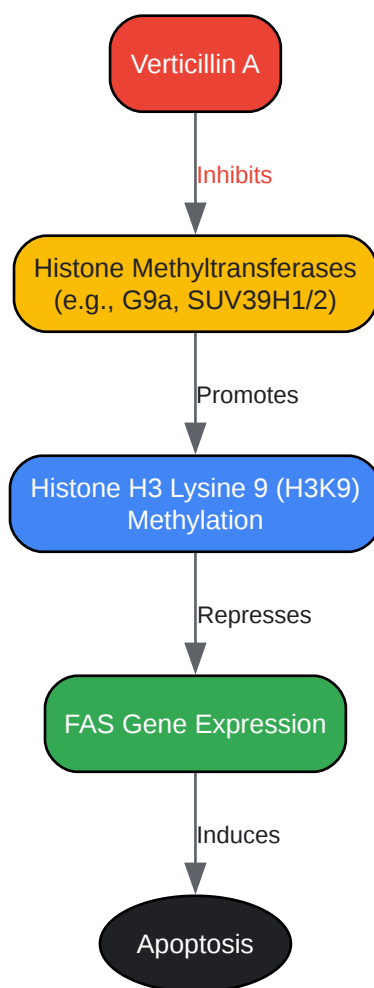 Verticillin A
Inhibits
Histone Methyltransferases
(e.g., G9a, SUV39H1/2)
Promotes
Histone H3 Lysine 9 (H3K9)
Methylation
Represses
FAS Gene Expression
Induces
Apoptosis